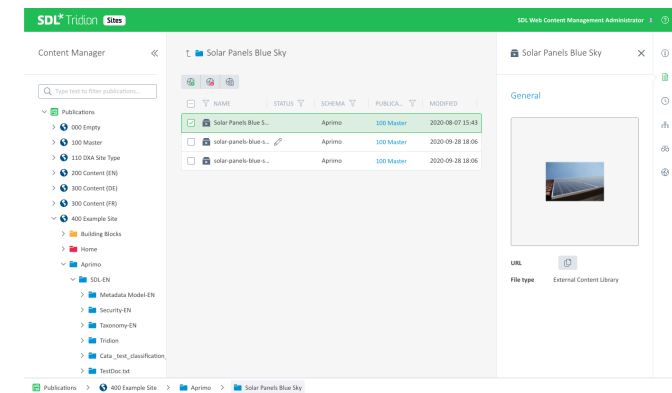 SDL* Tridion Sites
SDL Web Content Management Administrator
Content Manager
Type text to filter publications...
Publications
000 Empty
100 Master
110 DXA Site Type
200 Content (EN)
300 Content (DE)
300 Content (FR)
400 Example Site
Building Blocks
Home
Aprimo
SDL-EN
Metadata Model-EN
Security-EN
Taxonomy-EN
Tridion
Cata _test_classification_
TestDoc.txt
Solar Panels Blue Sky
NAME STATUS SCHEMA PUBLICA... MODIFIED
Solar Panels Blue S... Aprimo 100 Master 2020-08-07 15:43
solar-panels-blue-s... Aprimo 100 Master 2020-09-28 18:06
solar-panels-blue-s... Aprimo 100 Master 2020-09-28 18:06
Solar Panels Blue Sky
General
URL
File type External Content Library
Publications > 400 Example Site > Aprimo > Solar Panels Blue Sky